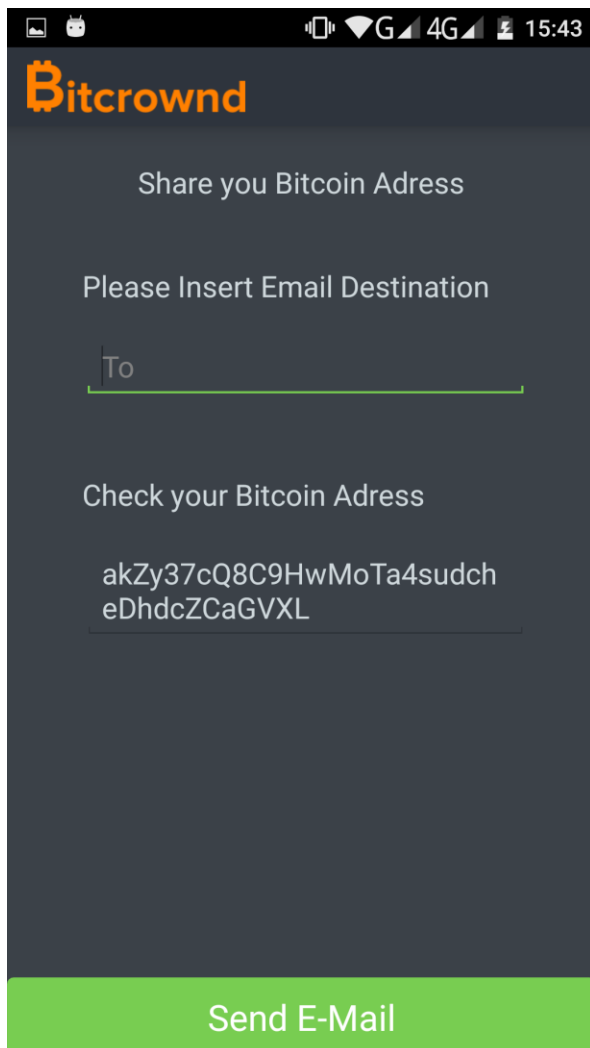 G 4G 15:43
Bitcrownd
Share you Bitcoin Adress
Please Insert Email Destination
To
Check your Bitcoin Adress
akZy37cQ8C9HwMoTa4sudch
eDhdcZCaGVXL
Send E-Mail